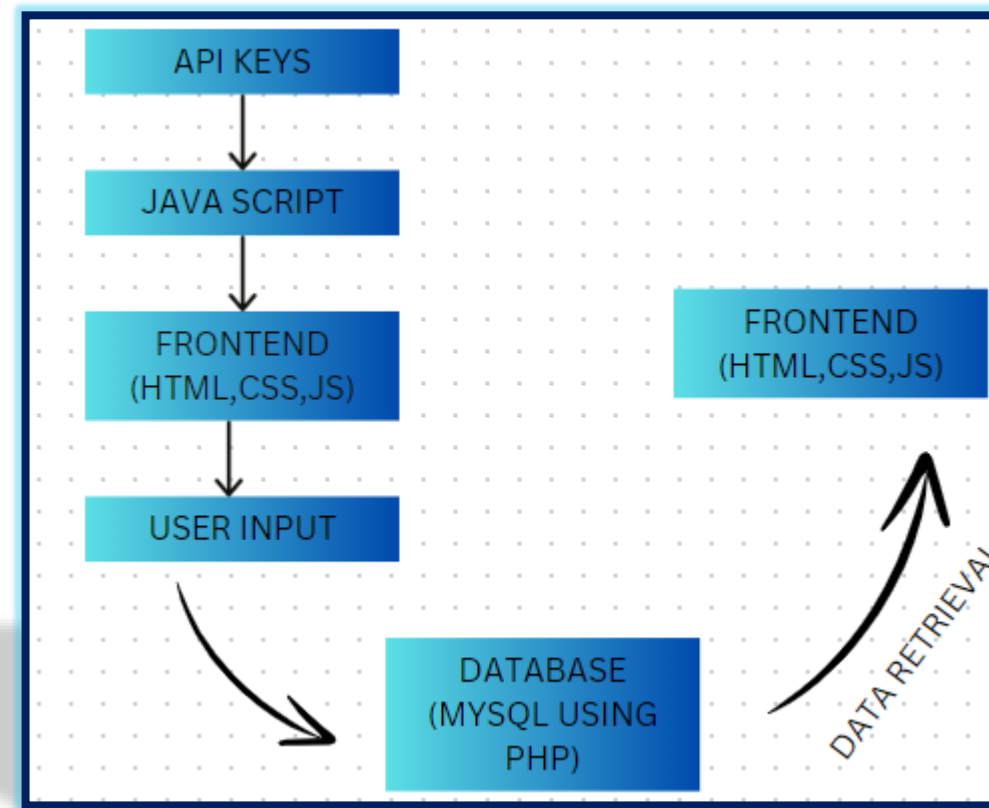 API KEYS
JAVA SCRIPT
FRONTEND
(HTML,CSS,JS)
USER INPUT
DATABASE
(MYSQL USING
PHP)
FRONTEND
(HTML,CSS,JS)
DATA RETRIEVAL